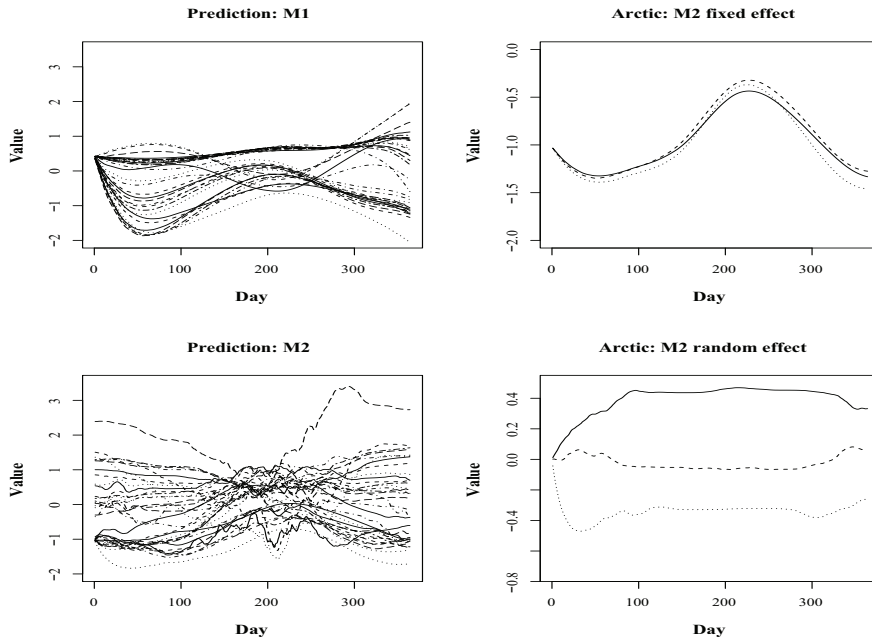 Prediction: M1
Value
3
2
1
0
−1
−2
0 100 200 300
Day
Arctic: M2 fixed effect
Value
0.0
−0.5
−1.0
−1.5
−2.0
0 100 200 300
Day
Prediction: M2
Value
3
2
1
0
−1
−2
0 100 200 300
Day
Arctic: M2 random effect
Value
0.4
0.0
−0.4
−0.8
0 100 200 300
Day